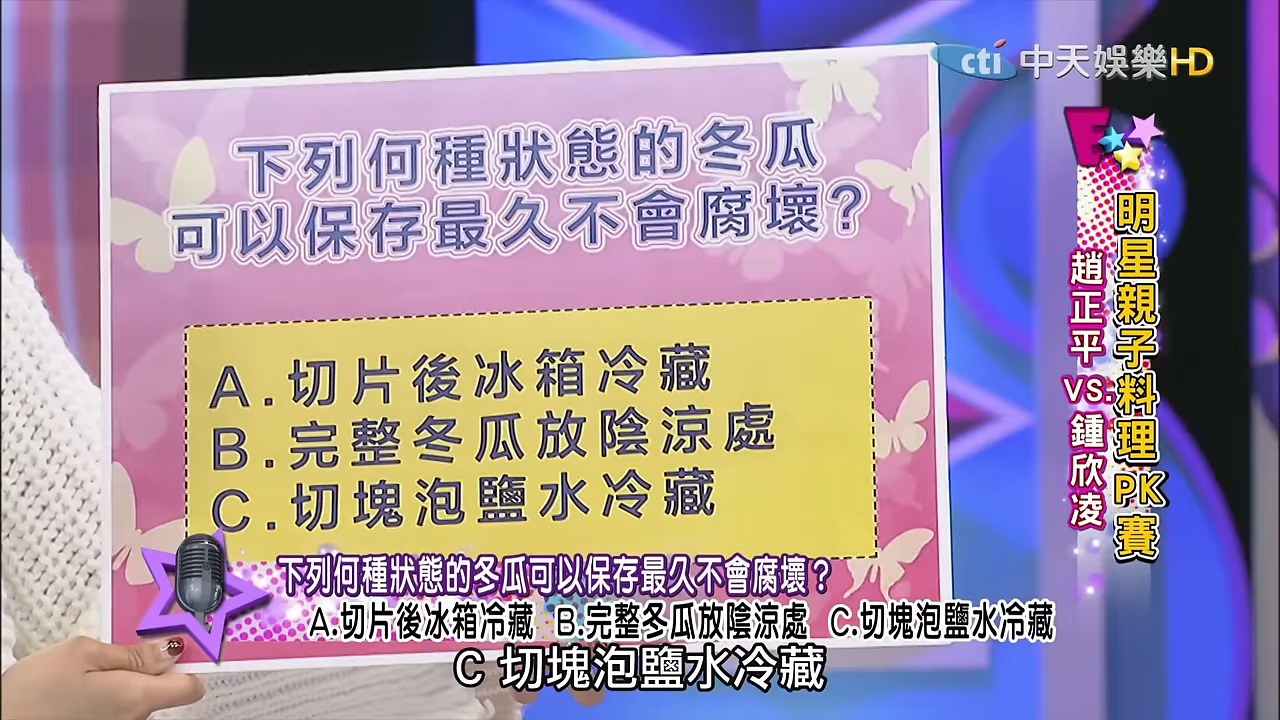 cti 中天娛樂HD
下列何種狀態的冬瓜
可以保存最久不會腐壞?
A.切片後冰箱冷藏
B.完整冬瓜放陰涼處
C.切塊泡鹽水冷藏
明星親子料理PK賽
趙正平 VS.鍾欣凌
下列何種狀態的冬瓜可以保存最久不會腐壞?
A.切片後冰箱冷藏 B.完整冬瓜放陰涼處 C.切塊泡鹽水冷藏
C 切塊泡鹽水冷藏